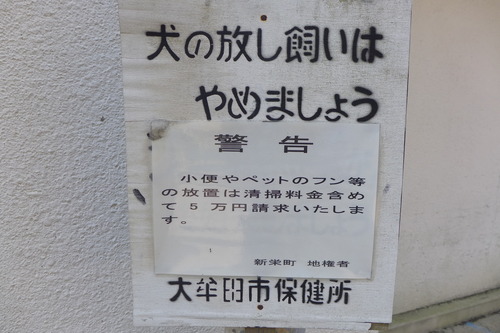 犬の放し飼いは
やめましょう
警告
小便やペットのフン等
の放置は清掃料金含め
て5万円請求いたしま
す。
新栄町 地権者
大牟田市保健所